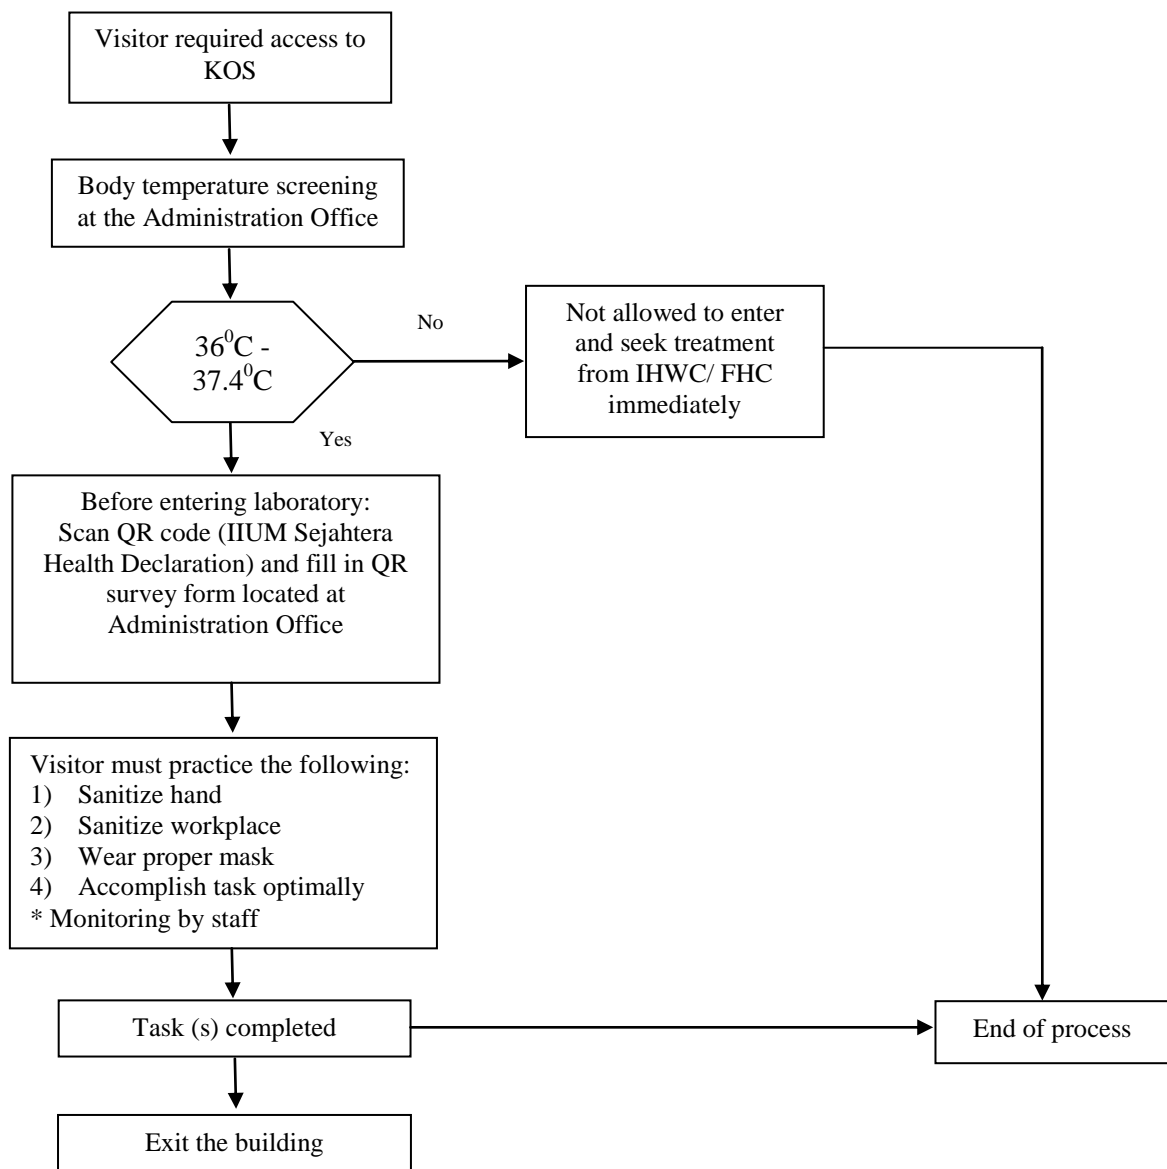 Visitor required access to
KOS
Body temperature screening
at the Administration Office
36⁰C -
37.4⁰C
No
Not allowed to enter
and seek treatment
from IHWC/ FHC
immediately
Yes
Before entering laboratory:
Scan QR code (IIUM Sejahtera
Health Declaration) and fill in QR
survey form located at
Administration Office
Visitor must practice the following:
1) Sanitize hand
2) Sanitize workplace
3) Wear proper mask
4) Accomplish task optimally
* Monitoring by staff
Task (s) completed
End of process
Exit the building